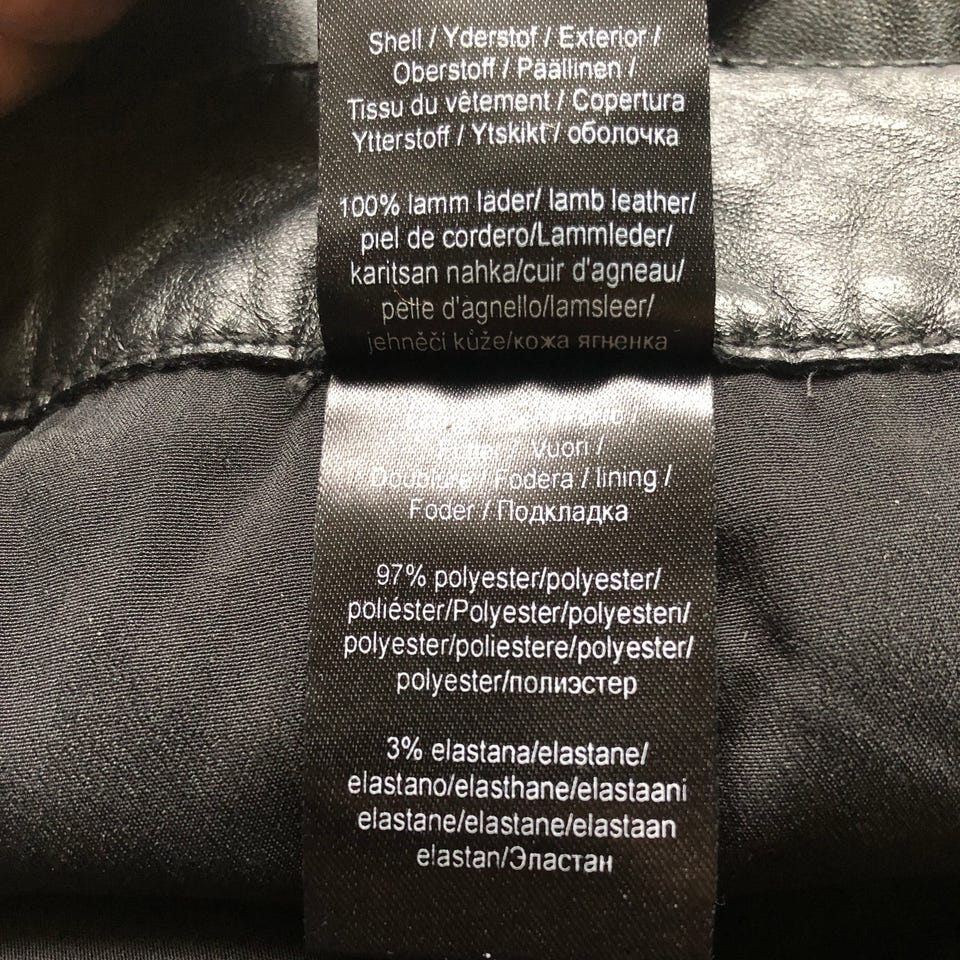 Shell / Yderstof / Exterior /
Oberstoff / Päällinen /
Tissu du vêtement / Copertura
Ytterstoff / Ytskikt / оболочка
100% lamm läder/ lamb leather/
piel de cordero/Lammleder/
karitsan nahka/cuir d'agneau/
pelle d'agnello/lamsleer/
jehněčí kůže/кожа ягненка
Vuori /
Doublure / Fodera / lining /
Foder / Подкладка
97% polyester/polyester/
poliéster/Polyester/polyesteri/
polyester/poliestere/polyester/
polyester/полиэстер
3% elastana/elastane/
elastano/elasthane/elastaani
elastane/elastane/elastaan
elastan/Эластан